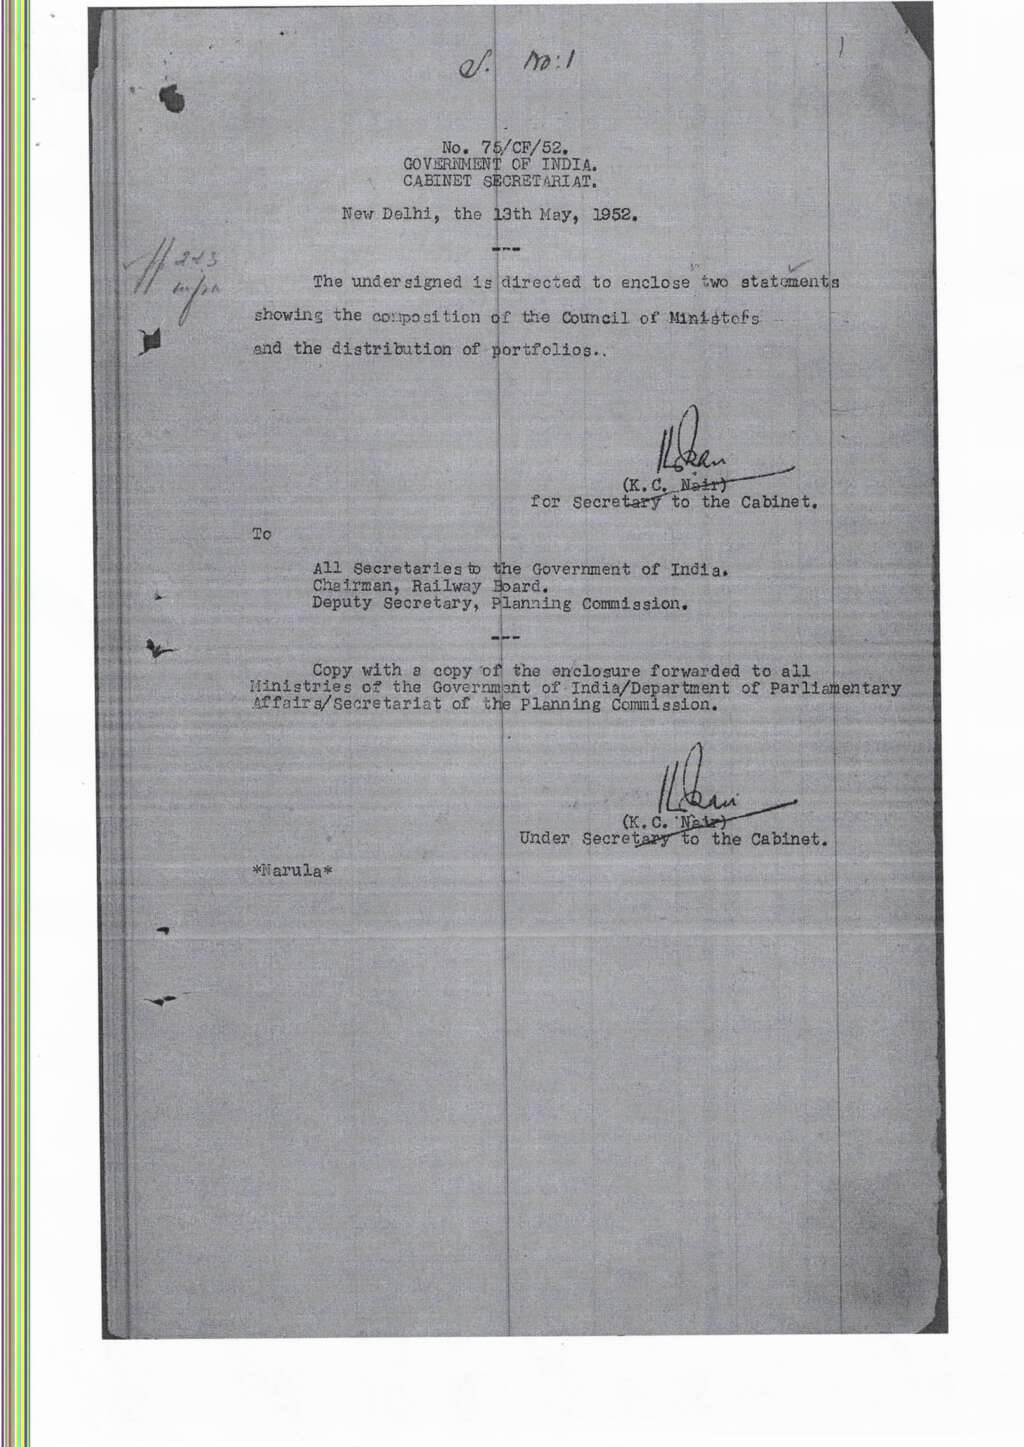 S. No: 1
1
No. 75/CF/52.
GOVERNMENT OF INDIA.
CABINET SECRETARIAT.
New Delhi, the 13th May, 1952.
---
The undersigned is directed to enclose two statements
showing the composition of the Council of Ministers
and the distribution of portfolios.
(K.C. Nair)
for Secretary to the Cabinet.
To
All Secretaries to the Government of India.
Chairman, Railway Board.
Deputy Secretary, Planning Commission.
---
Copy with a copy of the enclosure forwarded to all
Ministries of the Government of India/Department of Parliamentary
Affairs/Secretariat of the Planning Commission.
(K.C. Nair)
Under Secretary to the Cabinet.
*Narula*